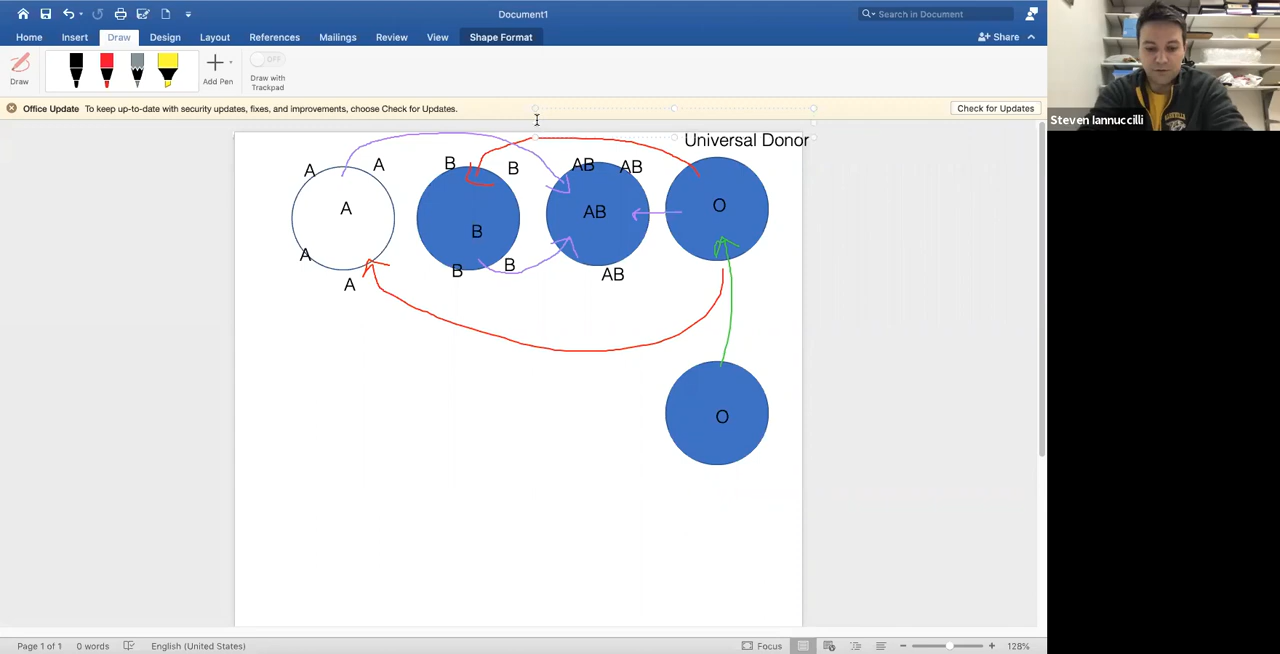 Document1
Search in Document
Home Insert Draw Design Layout References Mailings Review View Shape Format Share
Draw Add Pen OFF Draw with Trackpad
Office Update To keep up-to-date with security updates, fixes, and improvements, choose Check for Updates. Check for Updates
Steven Iannuccilli
Universal Donor
A A B B AB AB
A B AB O
A A B B AB
O
Page 1 of 1 0 words English (United States) Focus 128%